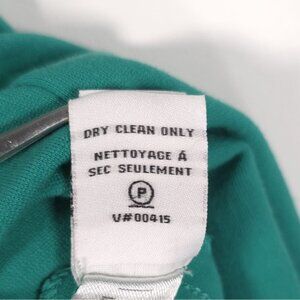 DRY CLEAN ONLY
NETTOYAGE À
SEC SEULEMENT
P
V#00415